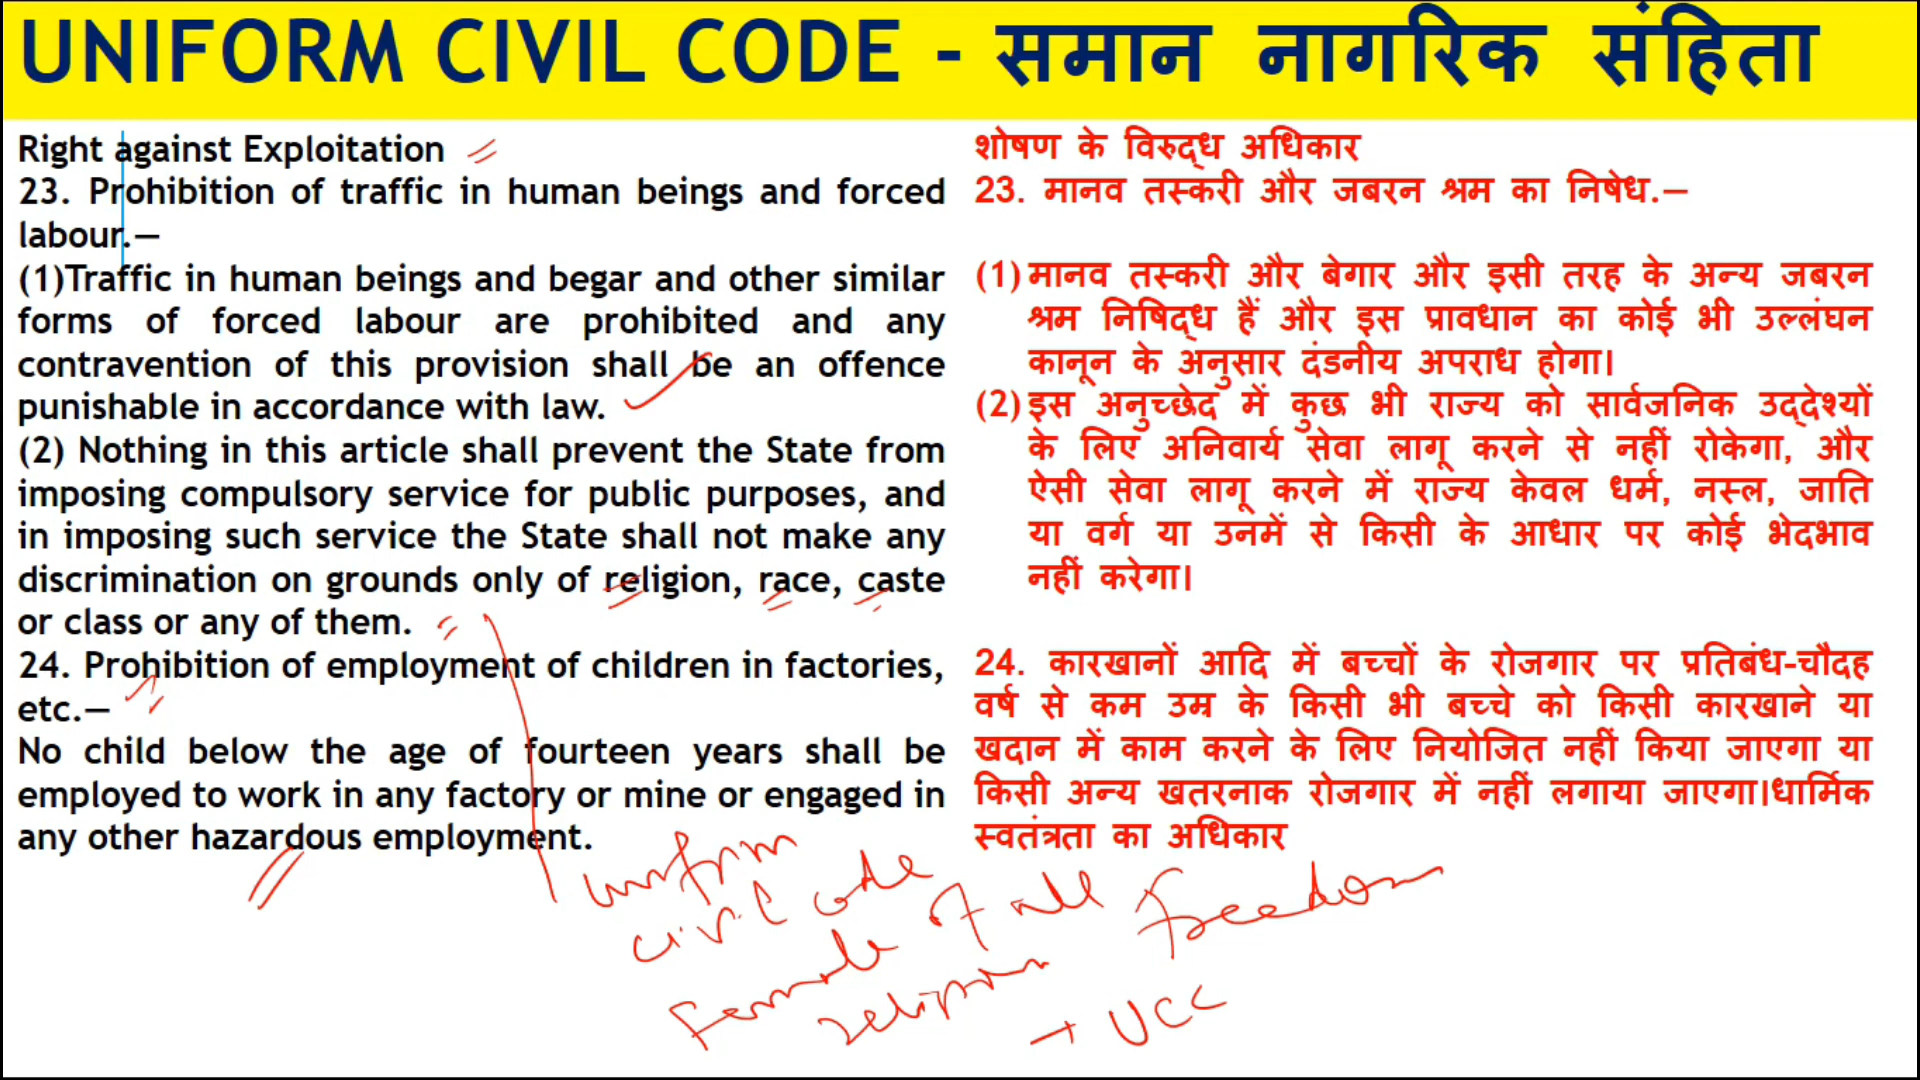 UNIFORM CIVIL CODE - समान नागरिक संहिता
Right against Exploitation
23. Prohibition of traffic in human beings and forced
labour.—
(1)Traffic in human beings and begar and other similar
forms of forced labour are prohibited and any
contravention of this provision shall be an offence
punishable in accordance with law.
(2) Nothing in this article shall prevent the State from
imposing compulsory service for public purposes, and
in imposing such service the State shall not make any
discrimination on grounds only of religion, race, caste
or class or any of them.
24. Prohibition of employment of children in factories,
etc.—
No child below the age of fourteen years shall be
employed to work in any factory or mine or engaged in
any other hazardous employment.
शोषण के विरुद्ध अधिकार
23. मानव तस्करी और जबरन श्रम का निषेध.—
(1) मानव तस्करी और बेगार और इसी तरह के अन्य जबरन
श्रम निषिद्ध हैं और इस प्रावधान का कोई भी उल्लंघन
कानून के अनुसार दंडनीय अपराध होगा।
(2) इस अनुच्छेद में कुछ भी राज्य को सार्वजनिक उद्देश्यों
के लिए अनिवार्य सेवा लागू करने से नहीं रोकेगा, और
ऐसी सेवा लागू करने में राज्य केवल धर्म, नस्ल, जाति
या वर्ग या उनमें से किसी के आधार पर कोई भेदभाव
नहीं करेगा।
24. कारखानों आदि में बच्चों के रोजगार पर प्रतिबंध-चौदह
वर्ष से कम उम्र के किसी भी बच्चे को किसी कारखाने या
खदान में काम करने के लिए नियोजित नहीं किया जाएगा या
किसी अन्य खतरनाक रोजगार में नहीं लगाया जाएगा।धार्मिक
स्वतंत्रता का अधिकार
uniform
civil code
Female of all freedom
religion
→ UCC